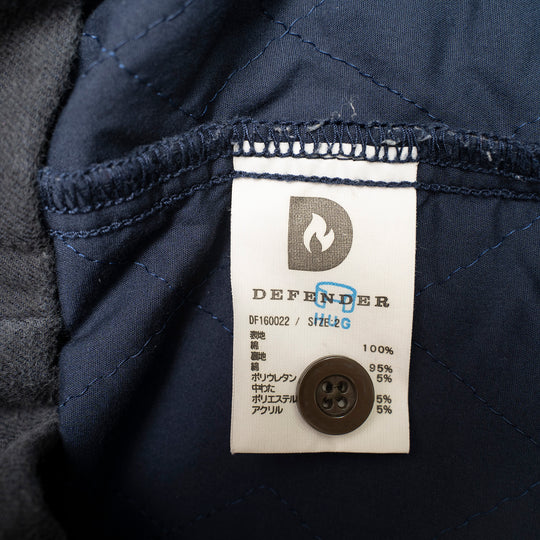 D
DEFENDER
DF160022 / SIZE-2
表地
綿 100%
裏地
綿 95%
ポリウレタン 5%
中わた
ポリエステル 5%
アクリル 5%